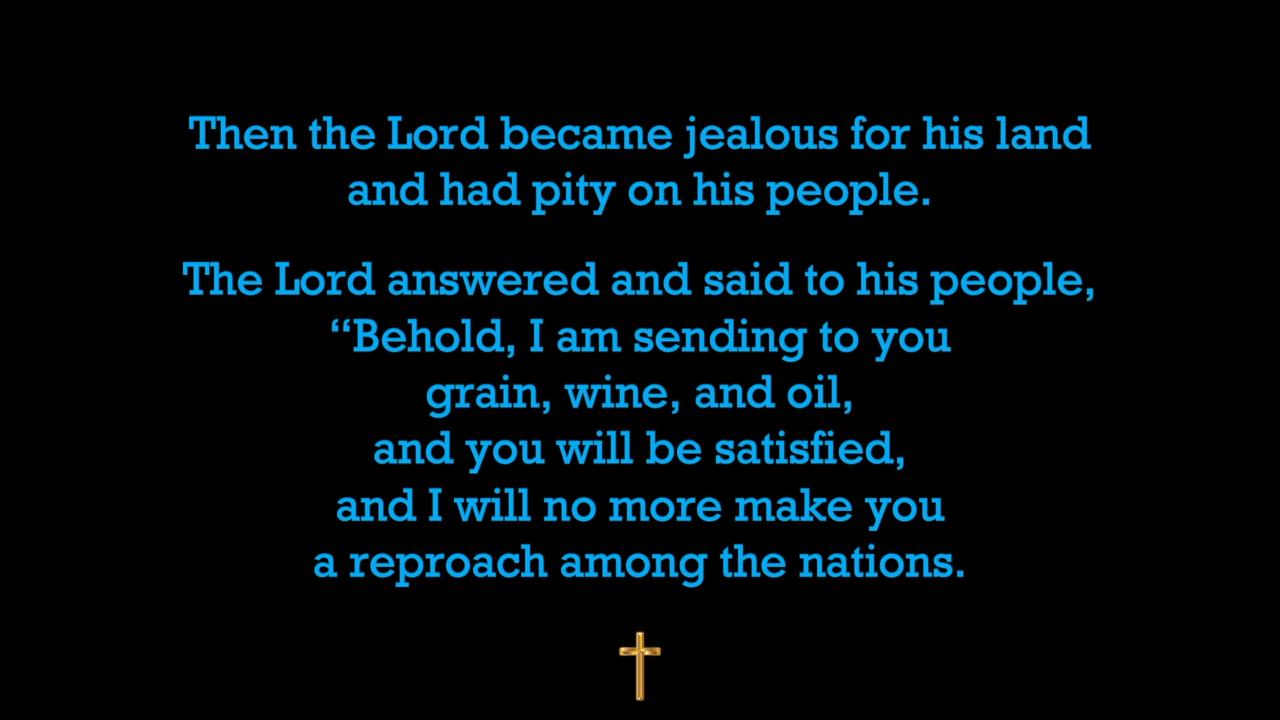 Then the Lord became jealous for his land
and had pity on his people.
The Lord answered and said to his people,
“Behold, I am sending to you
grain, wine, and oil,
and you will be satisfied,
and I will no more make you
a reproach among the nations.